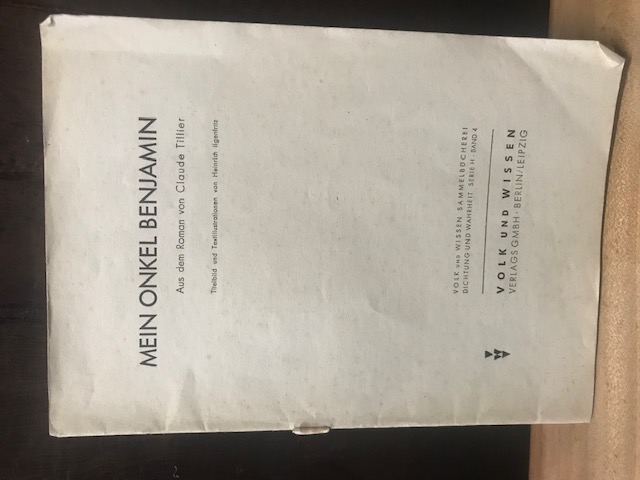 MEIN ONKEL BENJAMIN
Aus dem Roman von Claude Tillier
Titelbild und Textillustrationen von Heinrich Ilgenfritz
VOLK UND WISSEN SAMMELBÜCHEREI
DICHTUNG UND WAHRHEIT SERIE H · BAND 4
VOLK UND WISSEN
VERLAGS GMBH · BERLIN/LEIPZIG